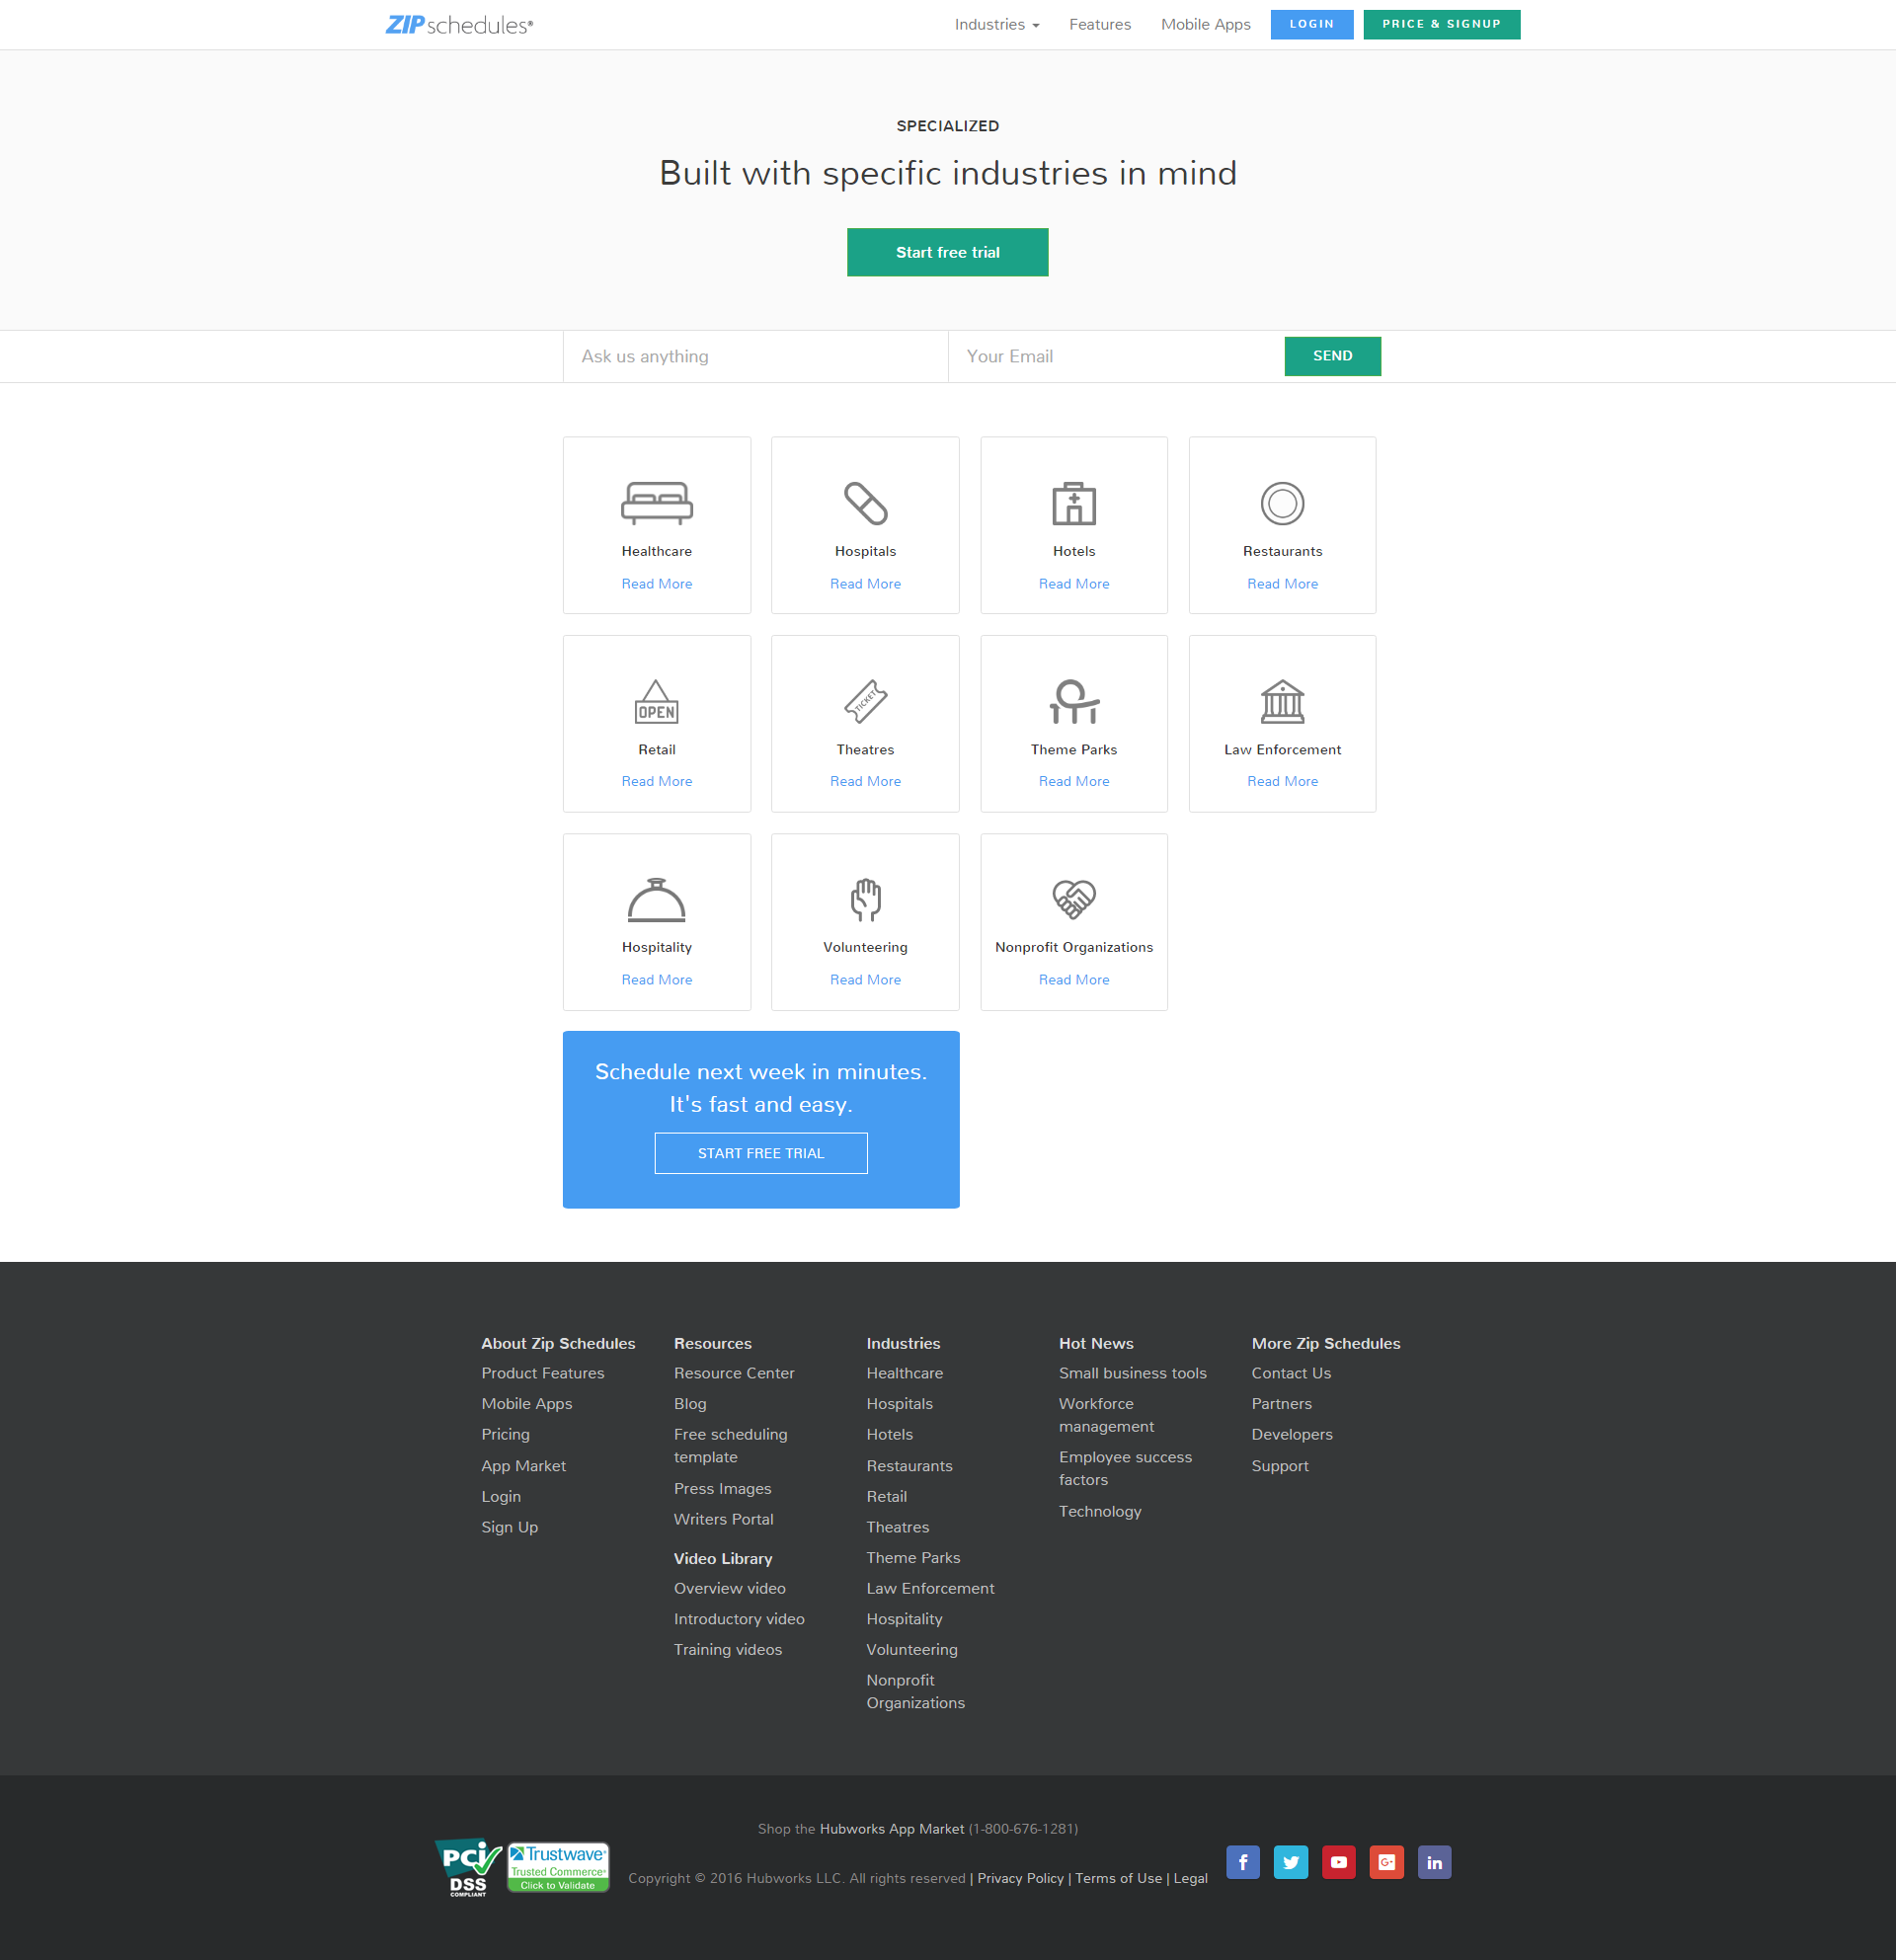 ZIPschedules®
Industries
Features
Mobile Apps
LOGIN
PRICE & SIGNUP
SPECIALIZED
Built with specific industries in mind
Start free trial
Ask us anything
Your Email
SEND
Healthcare
Read More
Hospitals
Read More
Hotels
Read More
Restaurants
Read More
OPEN
Retail
Read More
TICKET
Theatres
Read More
Theme Parks
Read More
Law Enforcement
Read More
Hospitality
Read More
Volunteering
Read More
Nonprofit Organizations
Read More
Schedule next week in minutes.
It's fast and easy.
START FREE TRIAL
About Zip Schedules
Product Features
Mobile Apps
Pricing
App Market
Login
Sign Up
Resources
Resource Center
Blog
Free scheduling
template
Press Images
Writers Portal
Video Library
Overview video
Introductory video
Training videos
Industries
Healthcare
Hospitals
Hotels
Restaurants
Retail
Theatres
Theme Parks
Law Enforcement
Hospitality
Volunteering
Nonprofit
Organizations
Hot News
Small business tools
Workforce
management
Employee success
factors
Technology
More Zip Schedules
Contact Us
Partners
Developers
Support
PCi
DSS
COMPLIANT
Trustwave®
Trusted Commerce®
Click to Validate
Shop the Hubworks App Market (1-800-676-1281)
Copyright © 2016 Hubworks LLC. All rights reserved | Privacy Policy | Terms of Use | Legal
f
G+
in